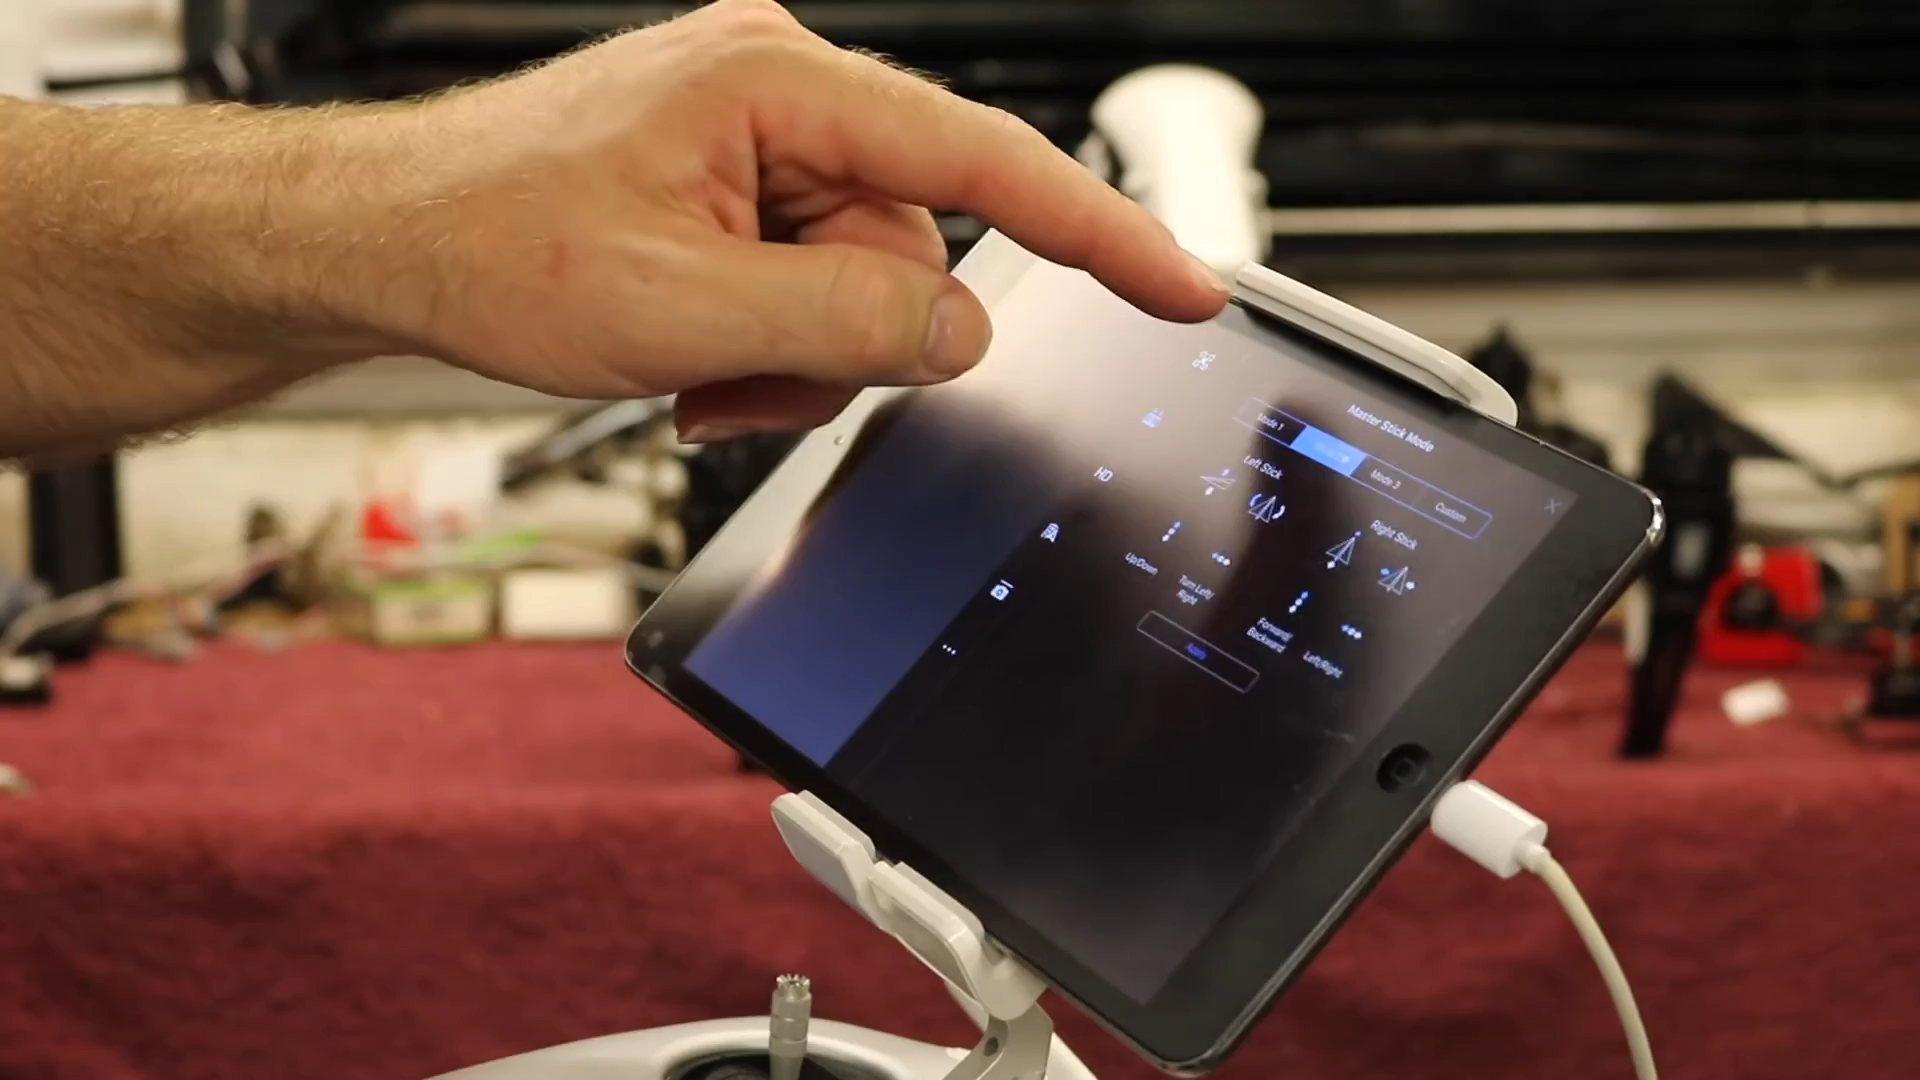 Master Stick Mode
Mode 1
Mode 3
Custom
Left Stick
Right Stick
HD
Up/Down
Turn Left/
Right
Forward/
Backward
Left/Right
Apply